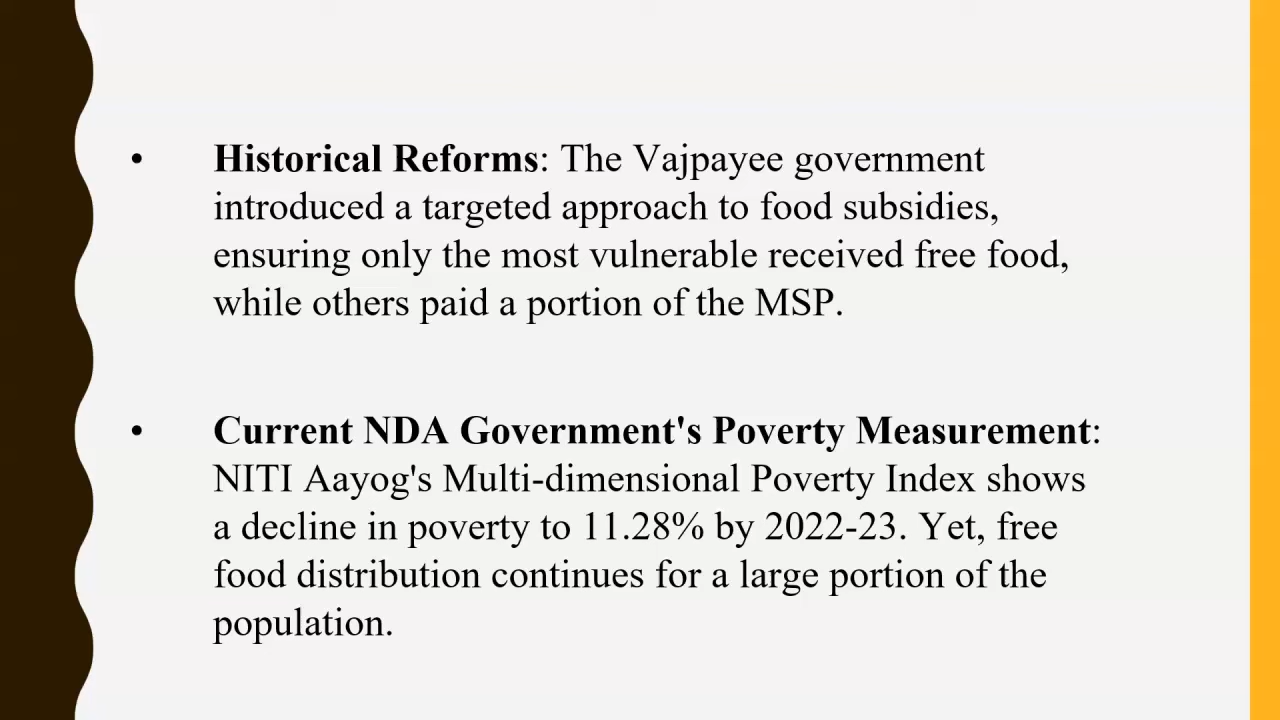 • Historical Reforms: The Vajpayee government
introduced a targeted approach to food subsidies,
ensuring only the most vulnerable received free food,
while others paid a portion of the MSP.
• Current NDA Government's Poverty Measurement:
NITI Aayog's Multi-dimensional Poverty Index shows
a decline in poverty to 11.28% by 2022-23. Yet, free
food distribution continues for a large portion of the
population.